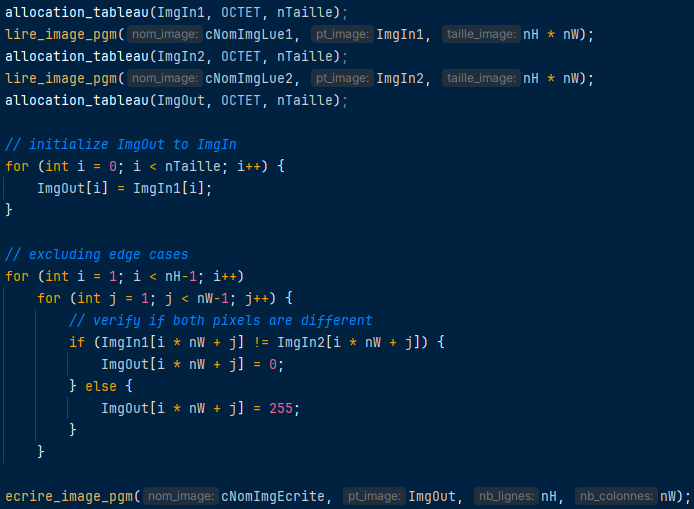 allocation_tableau(ImgIn1, OCTET, nTaille);
lire_image_pgm( nom_image: cNomImgLue1, pt_image: ImgIn1, taille_image: nH * nW);
allocation_tableau(ImgIn2, OCTET, nTaille);
lire_image_pgm( nom_image: cNomImgLue2, pt_image: ImgIn2, taille_image: nH * nW);
allocation_tableau(ImgOut, OCTET, nTaille);

// initialize ImgOut to ImgIn
for (int i = 0; i < nTaille; i++) {
    ImgOut[i] = ImgIn1[i];
}

// excluding edge cases
for (int i = 1; i < nH-1; i++)
    for (int j = 1; j < nW-1; j++) {
        // verify if both pixels are different
        if (ImgIn1[i * nW + j] != ImgIn2[i * nW + j]) {
            ImgOut[i * nW + j] = 0;
        } else {
            ImgOut[i * nW + j] = 255;
        }
    }

ecrire_image_pgm( nom_image: cNomImgEcrite, pt_image: ImgOut, nb_lignes: nH, nb_colonnes: nW);